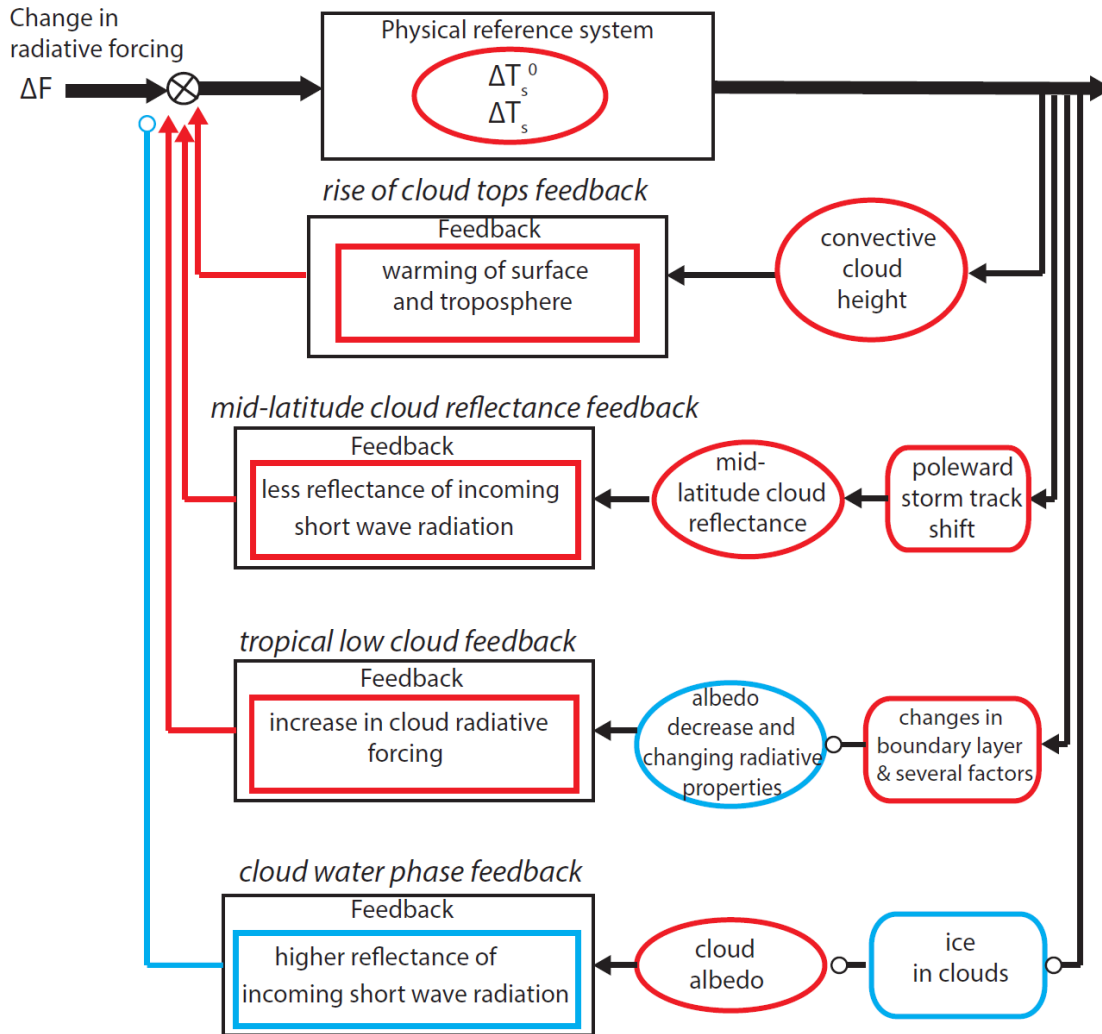 Change in
radiative forcing
ΔF
Physical reference system
ΔTs0
ΔTs
rise of cloud tops feedback
Feedback
warming of surface
and troposphere
convective
cloud
height
mid-latitude cloud reflectance feedback
Feedback
less reflectance of incoming
short wave radiation
mid-
latitude cloud
reflectance
poleward
storm track
shift
tropical low cloud feedback
Feedback
increase in cloud radiative
forcing
albedo
decrease and
changing radiative
properties
changes in
boundary layer
& several factors
cloud water phase feedback
Feedback
higher reflectance of
incoming short wave radiation
cloud
albedo
ice
in clouds